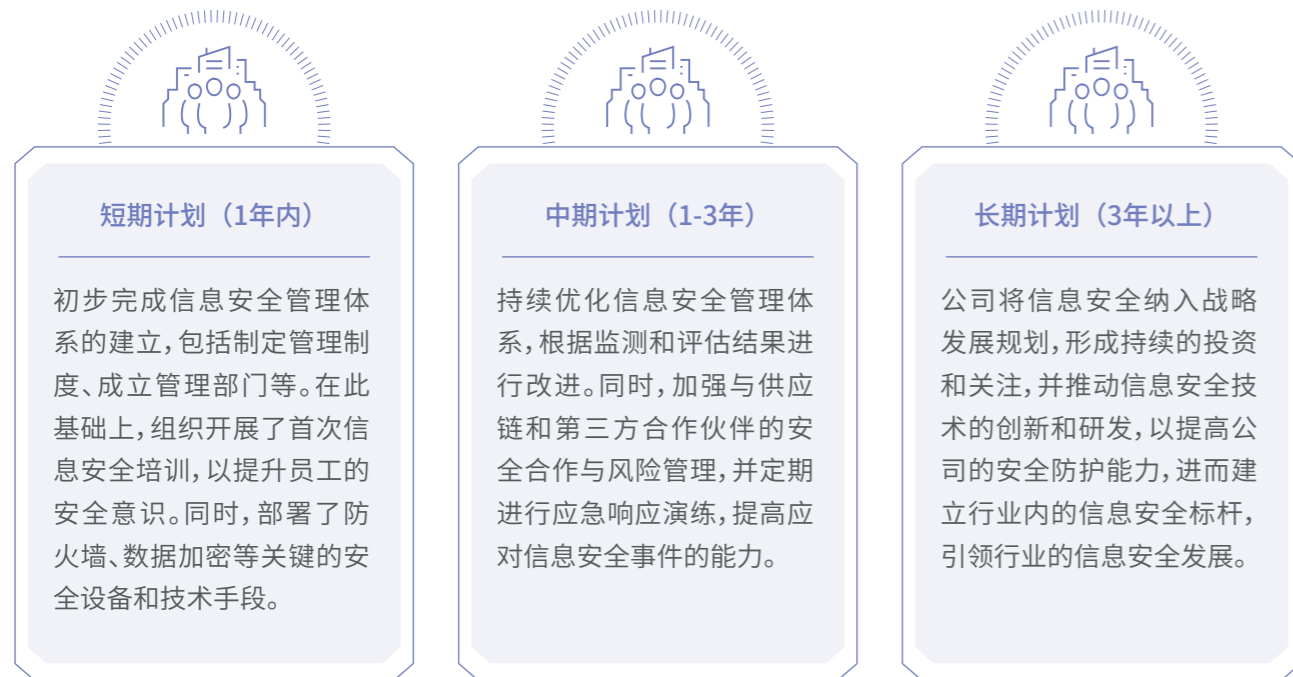 短期计划（1年内）
初步完成信息安全管理体
系的建立，包括制定管理制
度、成立管理部门等。在此
基础上，组织开展了首次信
息安全培训，以提升员工的
安全意识。同时，部署了防
火墙、数据加密等关键的安
全设备和技术手段。
中期计划（1-3年）
持续优化信息安全管理体
系，根据监测和评估结果进
行改进。同时，加强与供应
链和第三方合作伙伴的安
全合作与风险管理，并定期
进行应急响应演练，提高应
对信息安全事件的能力。
长期计划（3年以上）
公司将信息安全纳入战略
发展规划，形成持续的投资
和关注，并推动信息安全技
术的创新和研发，以提高公
司的安全防护能力，进而建
立行业内的信息安全标杆，
引领行业的信息安全发展。